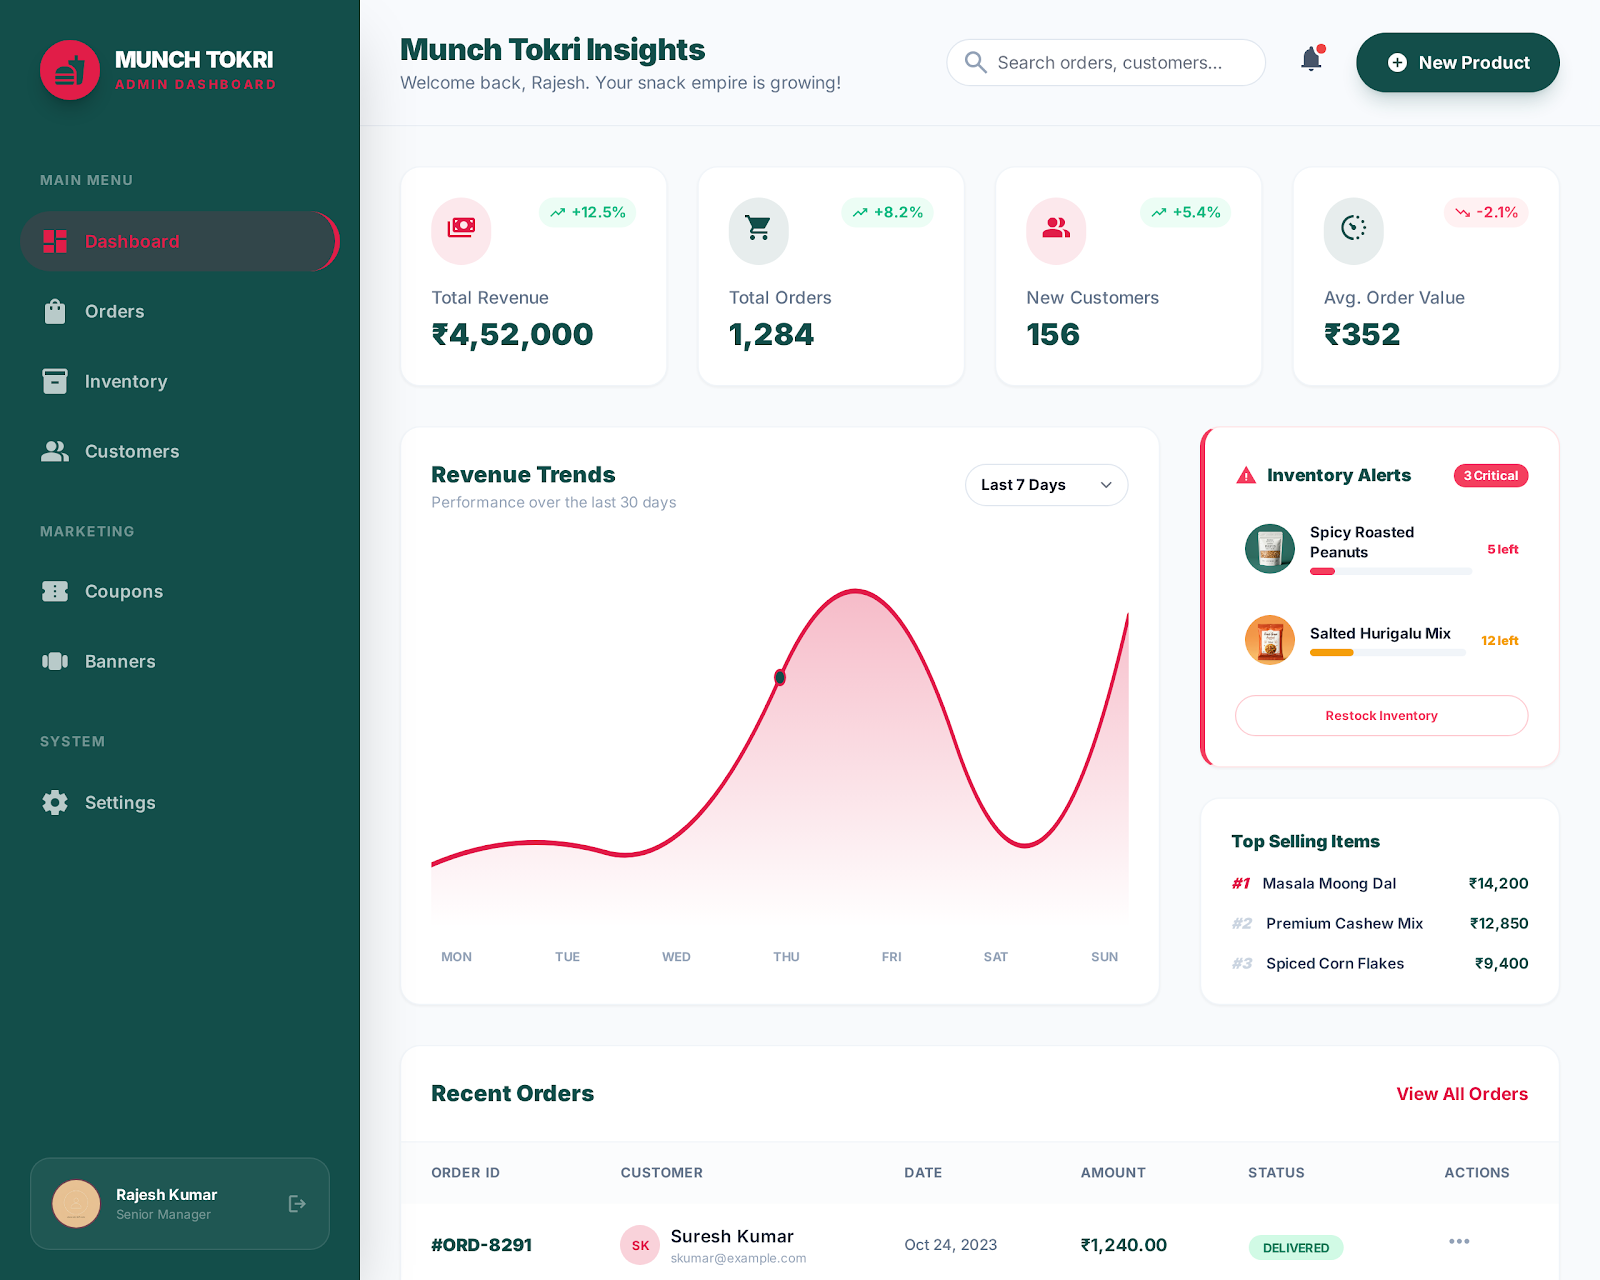 MUNCH TOKRI
ADMIN DASHBOARD
MAIN MENU
Dashboard
Orders
Inventory
Customers
MARKETING
Coupons
Banners
SYSTEM
Settings
Rajesh Kumar
Senior Manager
Munch Tokri Insights
Welcome back, Rajesh. Your snack empire is growing!
Search orders, customers...
New Product
+12.5%
Total Revenue
₹4,52,000
+8.2%
Total Orders
1,284
+5.4%
New Customers
156
-2.1%
Avg. Order Value
₹352
Revenue Trends
Performance over the last 30 days
Last 7 Days
MON TUE WED THU FRI SAT SUN
Inventory Alerts
3 Critical
Spicy Roasted
Peanuts
5 left
Salted Hurigalu Mix
12 left
Restock Inventory
Top Selling Items
#1 Masala Moong Dal ₹14,200
#2 Premium Cashew Mix ₹12,850
#3 Spiced Corn Flakes ₹9,400
Recent Orders
View All Orders
ORDER ID CUSTOMER DATE AMOUNT STATUS ACTIONS
#ORD-8291 SK Suresh Kumar Oct 24, 2023 ₹1,240.00 DELIVERED
skumar@example.com